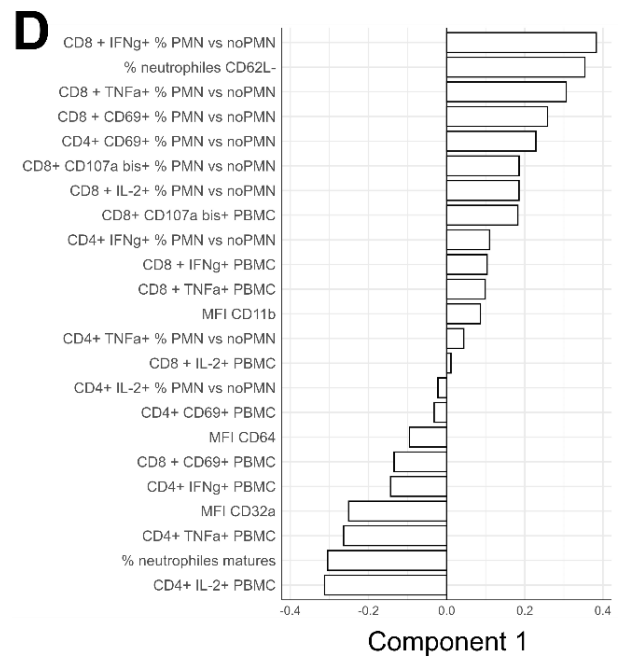 D
CD8 + IFNg+ % PMN vs noPMN
% neutrophiles CD62L-
CD8 + TNFa+ % PMN vs noPMN
CD8 + CD69+ % PMN vs noPMN
CD4+ CD69+ % PMN vs noPMN
CD8+ CD107a bis+ % PMN vs noPMN
CD8 + IL-2+ % PMN vs noPMN
CD8+ CD107a bis+ PBMC
CD4+ IFNg+ % PMN vs noPMN
CD8 + IFNg+ PBMC
CD8 + TNFa+ PBMC
MFI CD11b
CD4+ TNFa+ % PMN vs noPMN
CD8 + IL-2+ PBMC
CD4+ IL-2+ % PMN vs noPMN
CD4+ CD69+ PBMC
MFI CD64
CD8 + CD69+ PBMC
CD4+ IFNg+ PBMC
MFI CD32a
CD4+ TNFa+ PBMC
% neutrophiles matures
CD4+ IL-2+ PBMC
-0.4 -0.2 0.0 0.2 0.4
Component 1